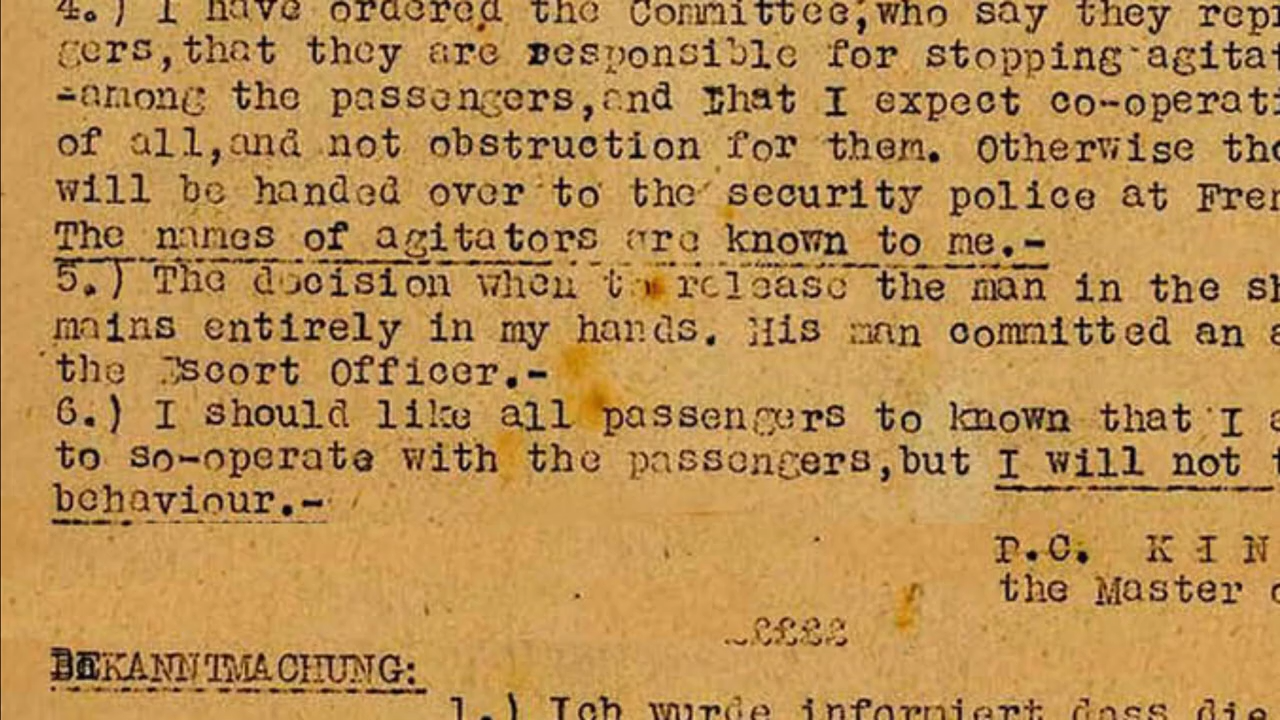 4.) I have ordered the Committee,who say they repr
gers,that they are responsible for stopping agitat
-among the passengers,and that I expect co-operati
of all,and not obstruction for them. Otherwise the
will be handed over to the security police at Fren
The names of agitators are known to me.-
5.) The decision when to release the man in the sh
mains entirely in my hands. His man committed an a
the Escort Officer.-
6.) I should like all passengers to known that I a
to so-operate with the passengers,but I will not t
behaviour.-
P.C. K I N
the Master o
££££
BEKANNTMACHUNG:
1.) Ich wurde informiert dass die